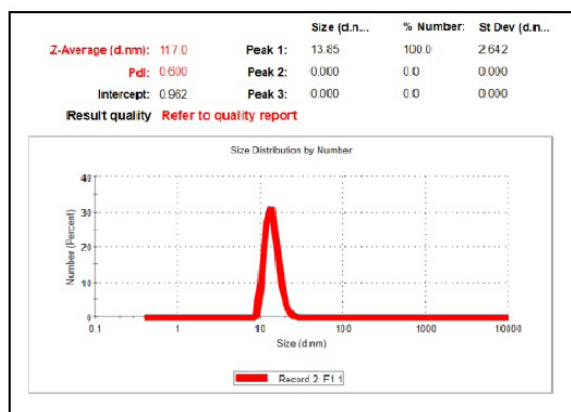 Size (d.n... % Number: St Dev (d.n...
Z-Average (d.nm): 117.0 Peak 1: 13.85 100.0 2.642
PdI: 0.600 Peak 2: 0.000 0.0 0.000
Intercept: 0.962 Peak 3: 0.000 0.0 0.000
Result quality Refer to quality report
Size Distribution by Number
Number (Percent)
40
30
20
10
0
0.1 1 10 100 1000 10000
Size (d.nm)
Record 2: F1 1